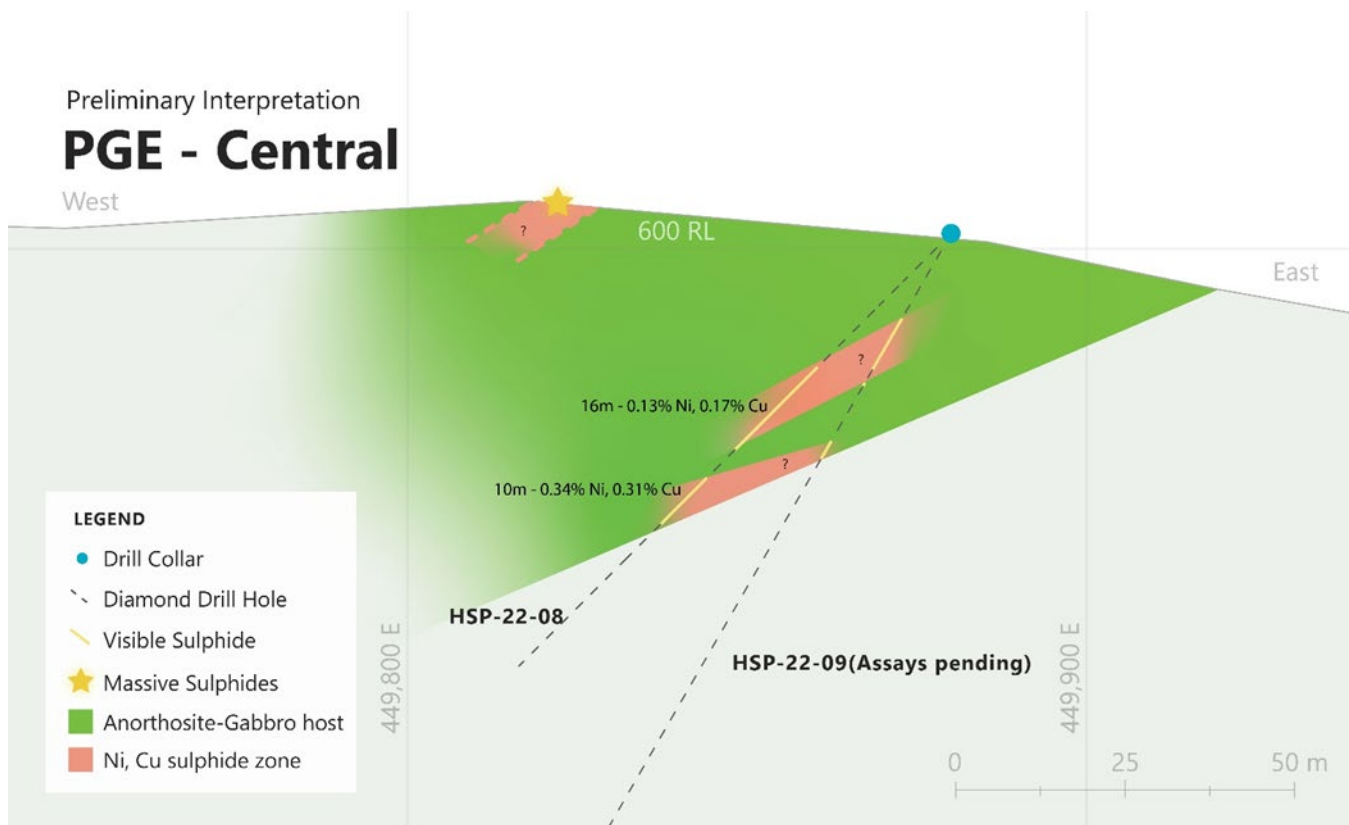 Preliminary Interpretation
PGE - Central
West
?
600 RL
East
?
16m - 0.13% Ni, 0.17% Cu
?
10m - 0.34% Ni, 0.31% Cu
LEGEND
Drill Collar
Diamond Drill Hole
Visible Sulphide
Massive Sulphides
Anorthosite-Gabbro host
Ni, Cu sulphide zone
HSP-22-08
449,800 E
HSP-22-09(Assays pending)
449,900 E
0 25 50 m